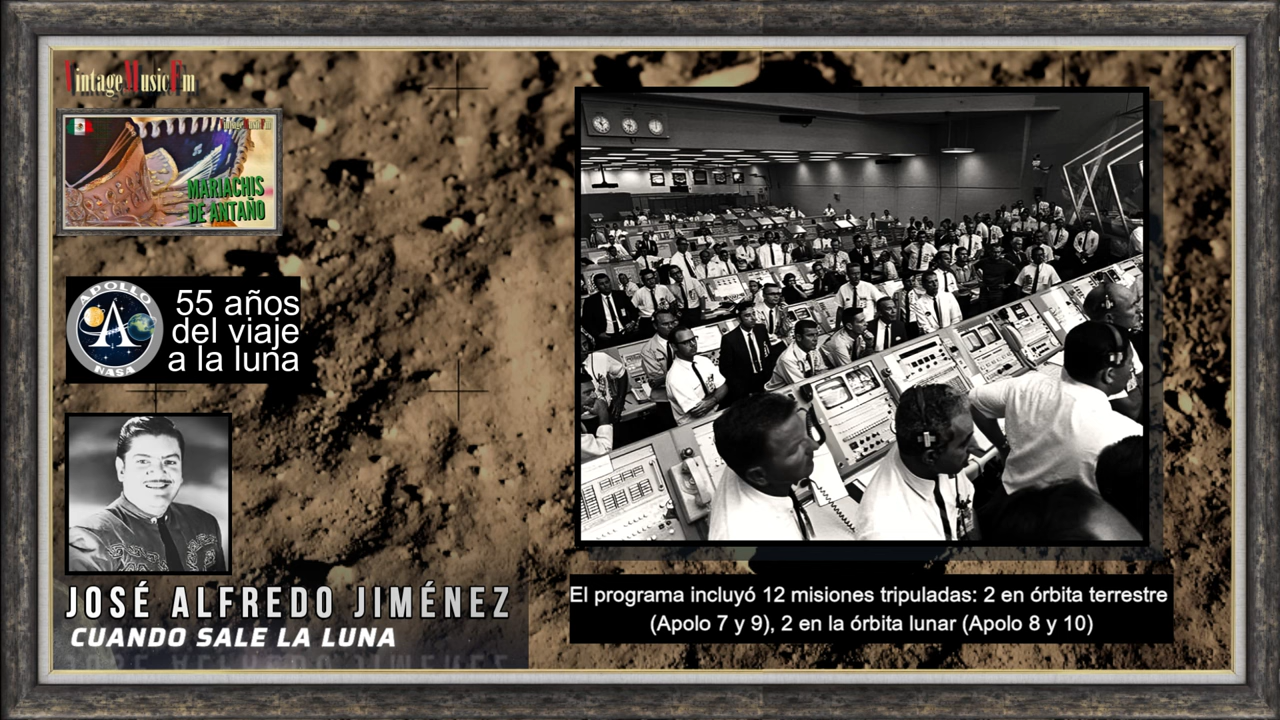 VintageMusicFm
MARIACHIS
DE ANTAÑO
APOLLO
NASA
55 años
del viaje
a la luna
JOSÉ ALFREDO JIMÉNEZ
CUANDO SALE LA LUNA
El programa incluyó 12 misiones tripuladas: 2 en órbita terrestre
(Apolo 7 y 9), 2 en la órbita lunar (Apolo 8 y 10)